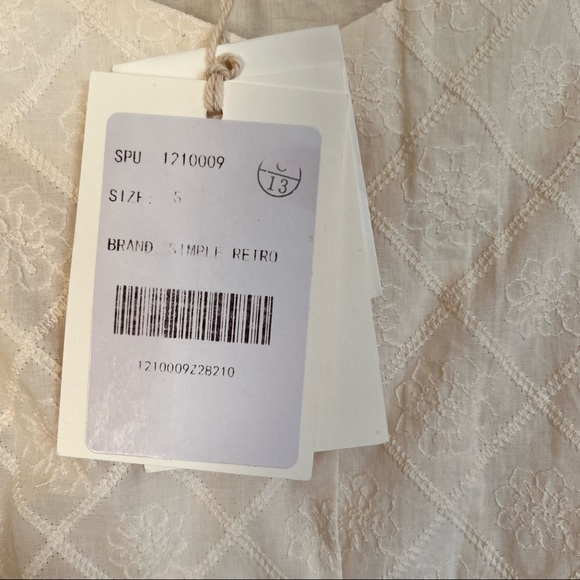 SPU 1210009
13
SIZE: S
BRAND SIMPLE RETRO
1210009Z28210